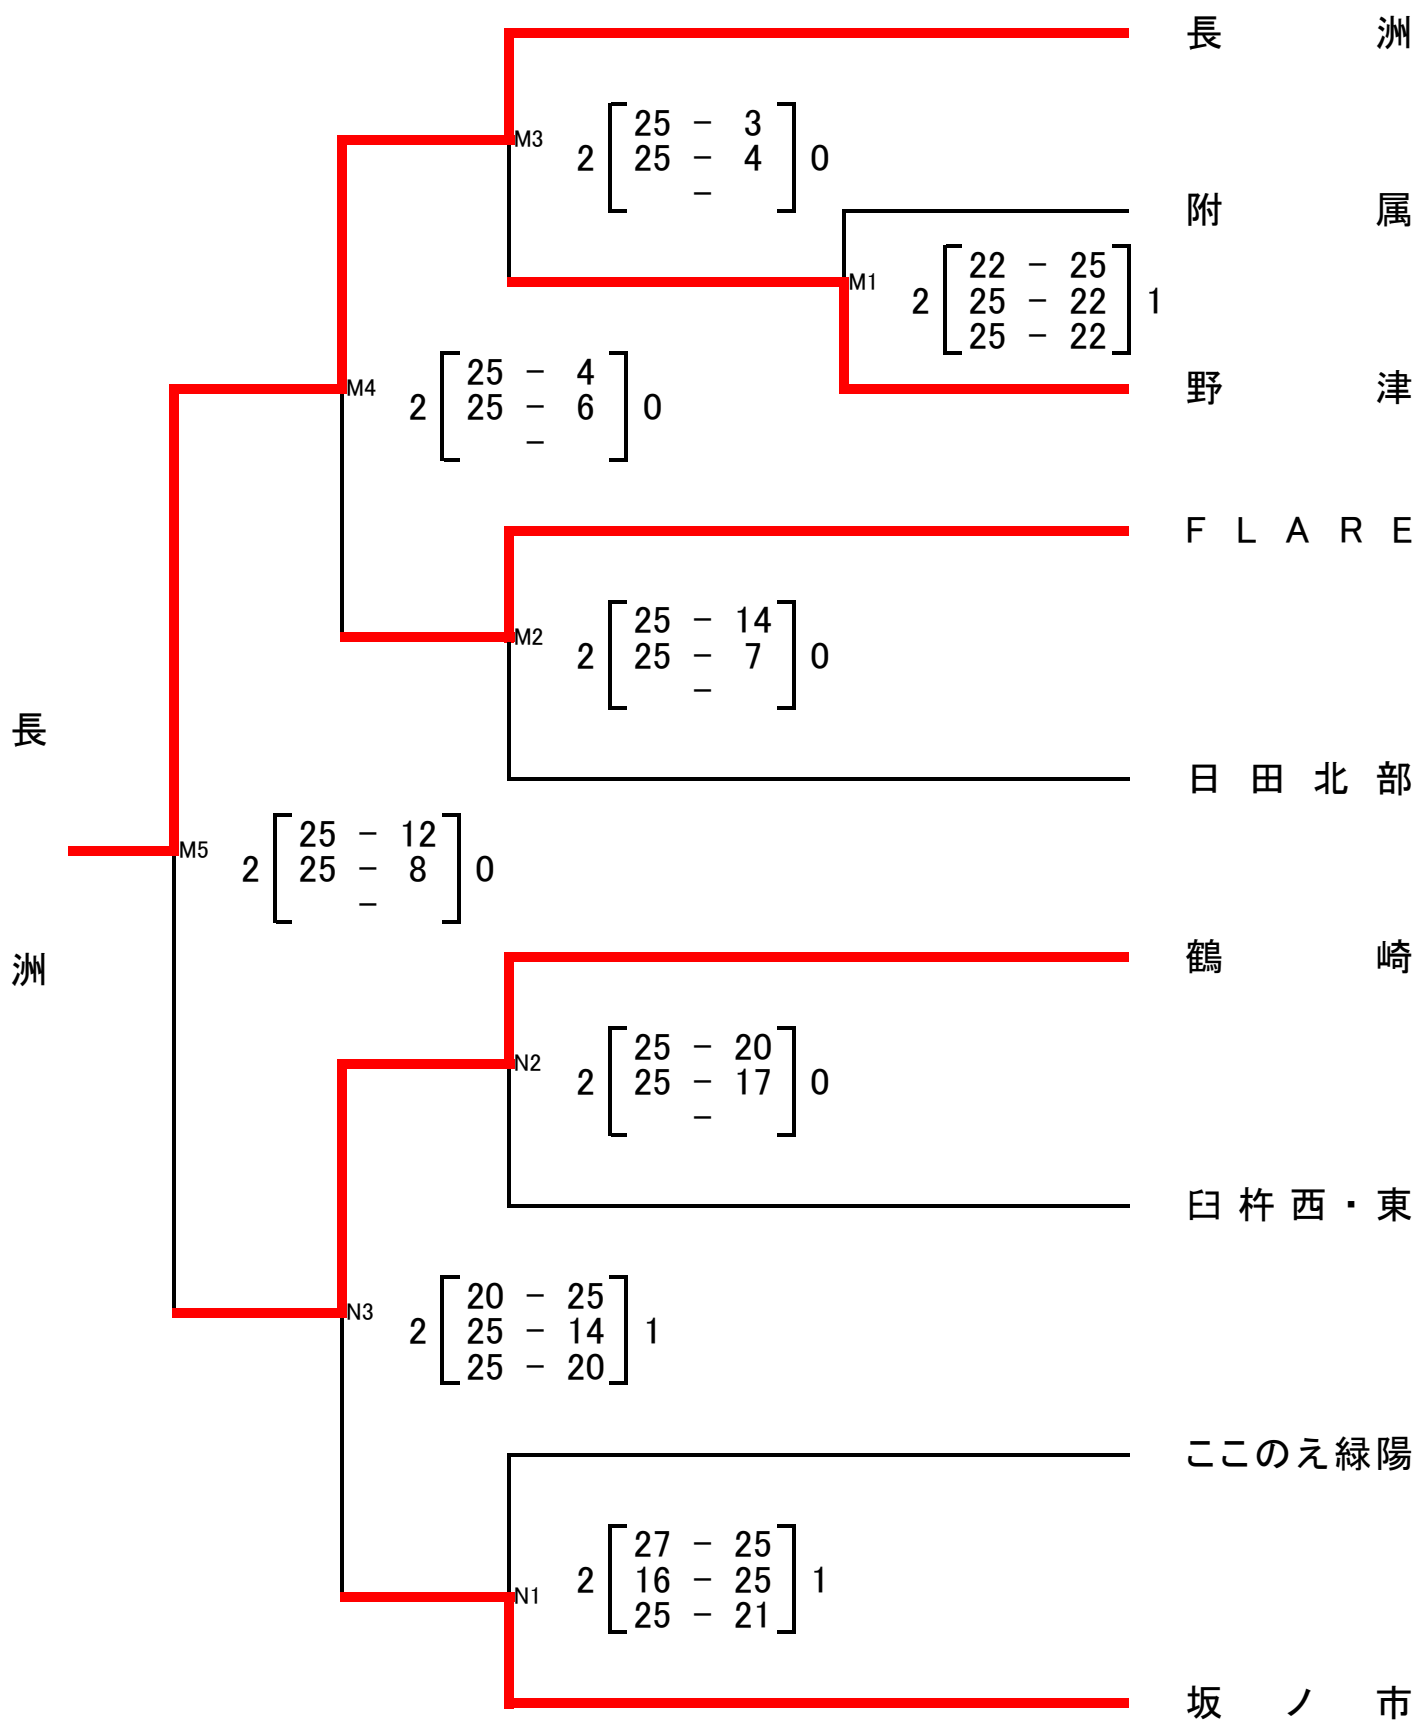 長　洲
M3
2 [ 25 - 3 ] 0
25 - 4
-
附　属
M1
2 [ 22 - 25 ] 1
25 - 22
25 - 22
野　津
M4
2 [ 25 - 4 ] 0
25 - 6
-
ＦＬＡＲＥ
M2
2 [ 25 - 14 ] 0
25 - 7
-
日田北部
長
洲
M5
2 [ 25 - 12 ] 0
25 - 8
-
鶴　崎
N2
2 [ 25 - 20 ] 0
25 - 17
-
臼杵西・東
N3
2 [ 20 - 25 ] 1
25 - 14
25 - 20
ここのえ緑陽
N1
2 [ 27 - 25 ] 1
16 - 25
25 - 21
坂ノ市